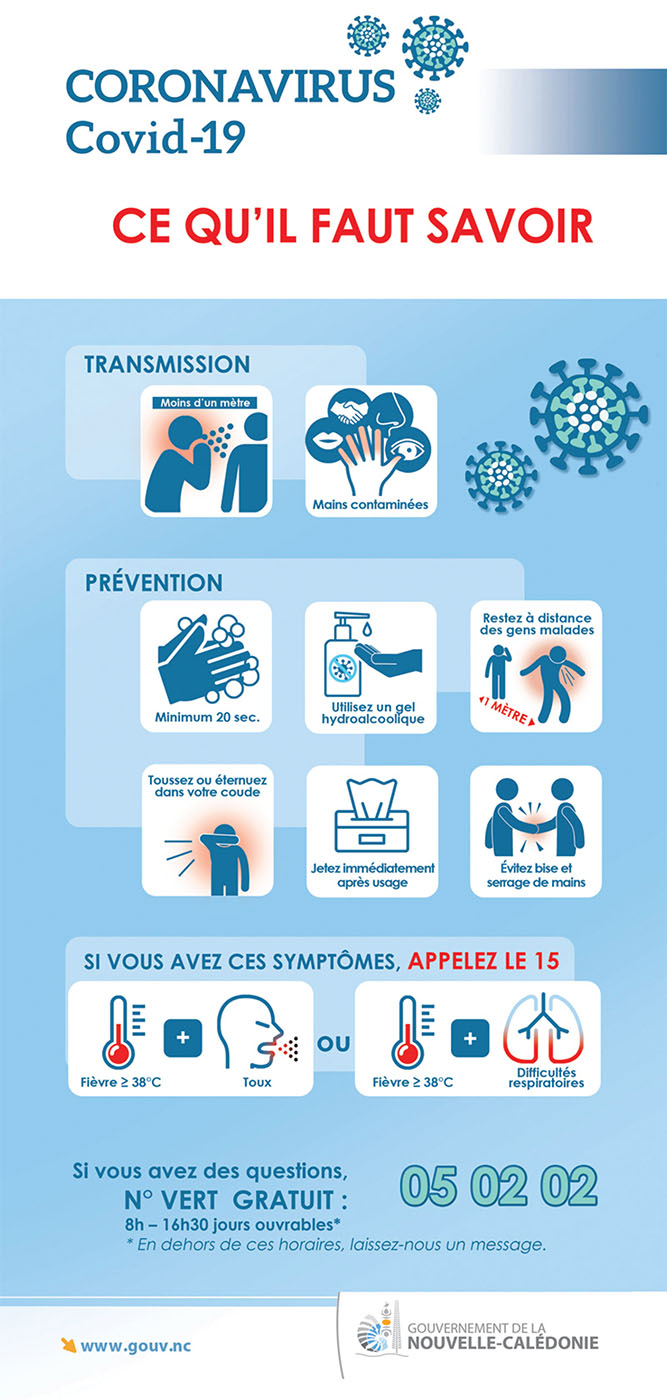 CORONAVIRUS
Covid-19
CE QU'IL FAUT SAVOIR
TRANSMISSION
Moins d'un mètre
Mains contaminées
PRÉVENTION
Minimum 20 sec.
Utilisez un gel
hydroalcoolique
Restez à distance
des gens malades
1 MÈTRE
Toussez ou éternuez
dans votre coude
Jetez immédiatement
après usage
Évitez bise et
serrage de mains
SI VOUS AVEZ CES SYMPTÔMES, APPELEZ LE 15
Fièvre ≥ 38°C
+
Toux
OU
Fièvre ≥ 38°C
+
Difficultés
respiratoires
Si vous avez des questions,
N° VERT GRATUIT :
8h – 16h30 jours ouvrables*
05 02 02
* En dehors de ces horaires, laissez-nous un message.
www.gouv.nc
GOUVERNEMENT DE LA
NOUVELLE-CALÉDONIE